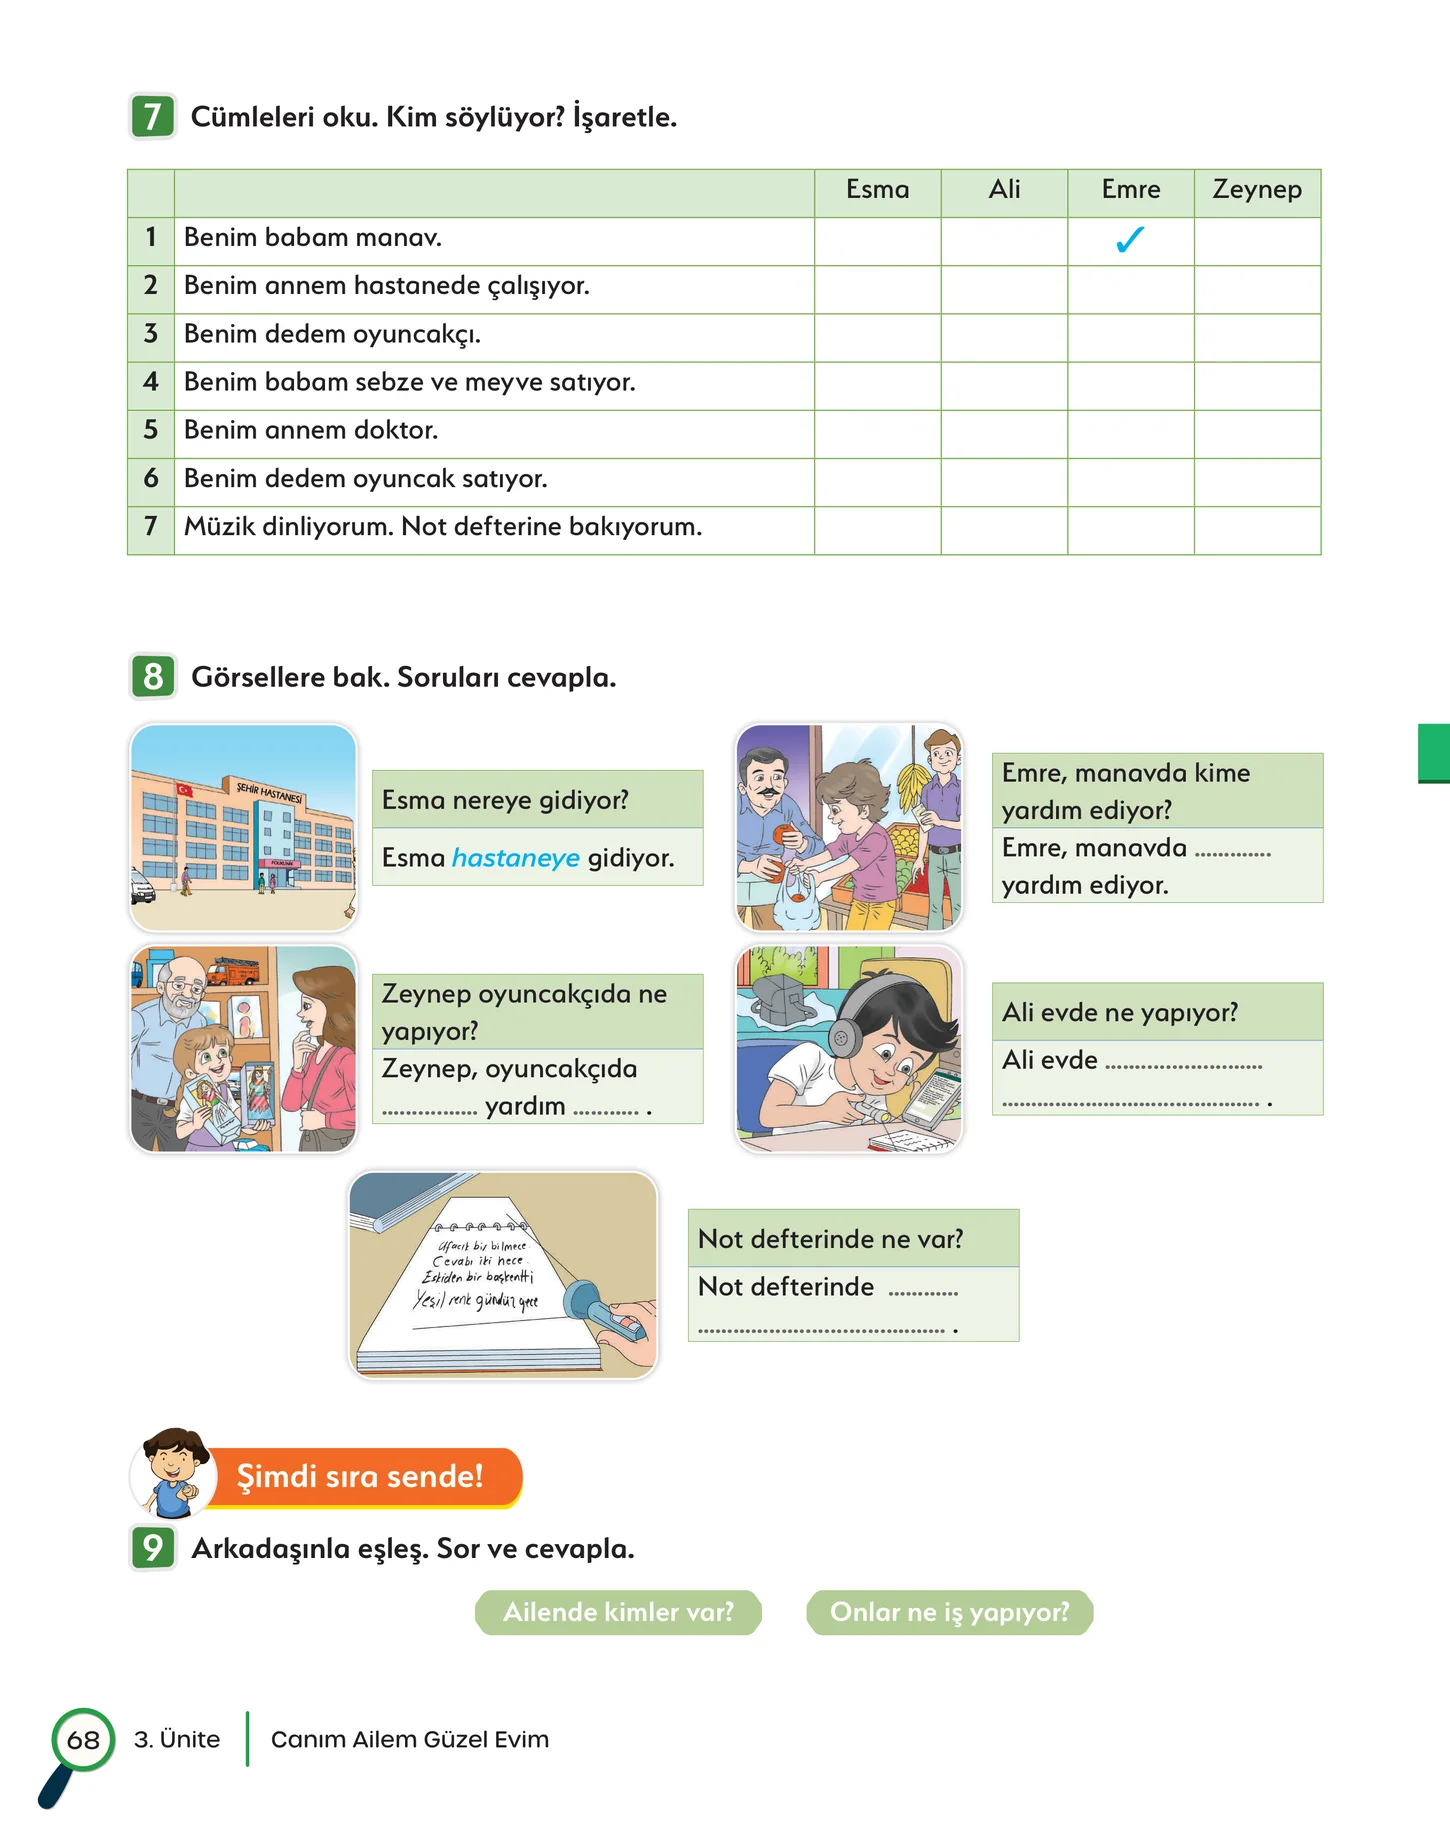 7 Cümleleri oku. Kim söylüyor? İşaretle.
Esma Ali Emre Zeynep
1 Benim babam manav. ✓
2 Benim annem hastanede çalışıyor.
3 Benim dedem oyuncakçı.
4 Benim babam sebze ve meyve satıyor.
5 Benim annem doktor.
6 Benim dedem oyuncak satıyor.
7 Müzik dinliyorum. Not defterine bakıyorum.
8 Görsellere bak. Soruları cevapla.
ŞEHİR HASTANESİ
POLİKLİNİK
Esma nereye gidiyor?
Esma hastaneye gidiyor.
Emre, manavda kime
yardım ediyor?
Emre, manavda .............
yardım ediyor.
Zeynep oyuncakçıda ne
yapıyor?
Zeynep, oyuncakçıda
................ yardım ........... .
Ali evde ne yapıyor?
Ali evde ...........................
........................................... .
Ufacık bir bilmece
Cevabı iki hece
Eskiden bir başkentti
Yeşil renk gündüz gece
Not defterinde ne var?
Not defterinde ............
.......................................... .
Şimdi sıra sende!
9 Arkadaşınla eşleş. Sor ve cevapla.
Ailende kimler var? Onlar ne iş yapıyor?
68 3. Ünite Canım Ailem Güzel Evim